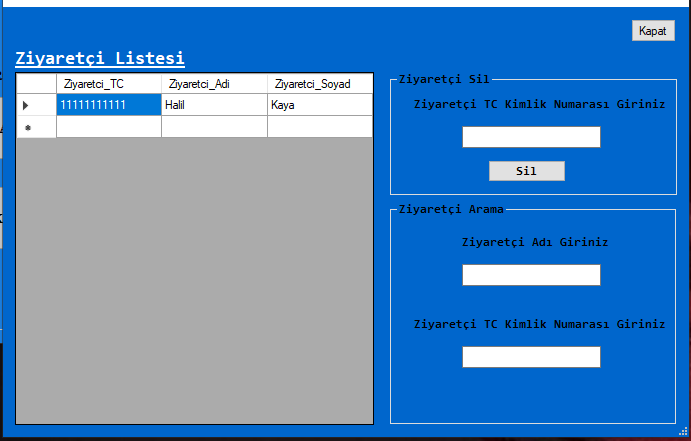 Kapat
Ziyaretçi Listesi
Ziyaretci_TC Ziyaretci_Adi Ziyaretci_Soyad
11111111111 Halil Kaya
Ziyaretçi Sil
Ziyaretçi TC Kimlik Numarası Giriniz
Sil
Ziyaretçi Arama
Ziyaretçi Adı Giriniz
Ziyaretçi TC Kimlik Numarası Giriniz